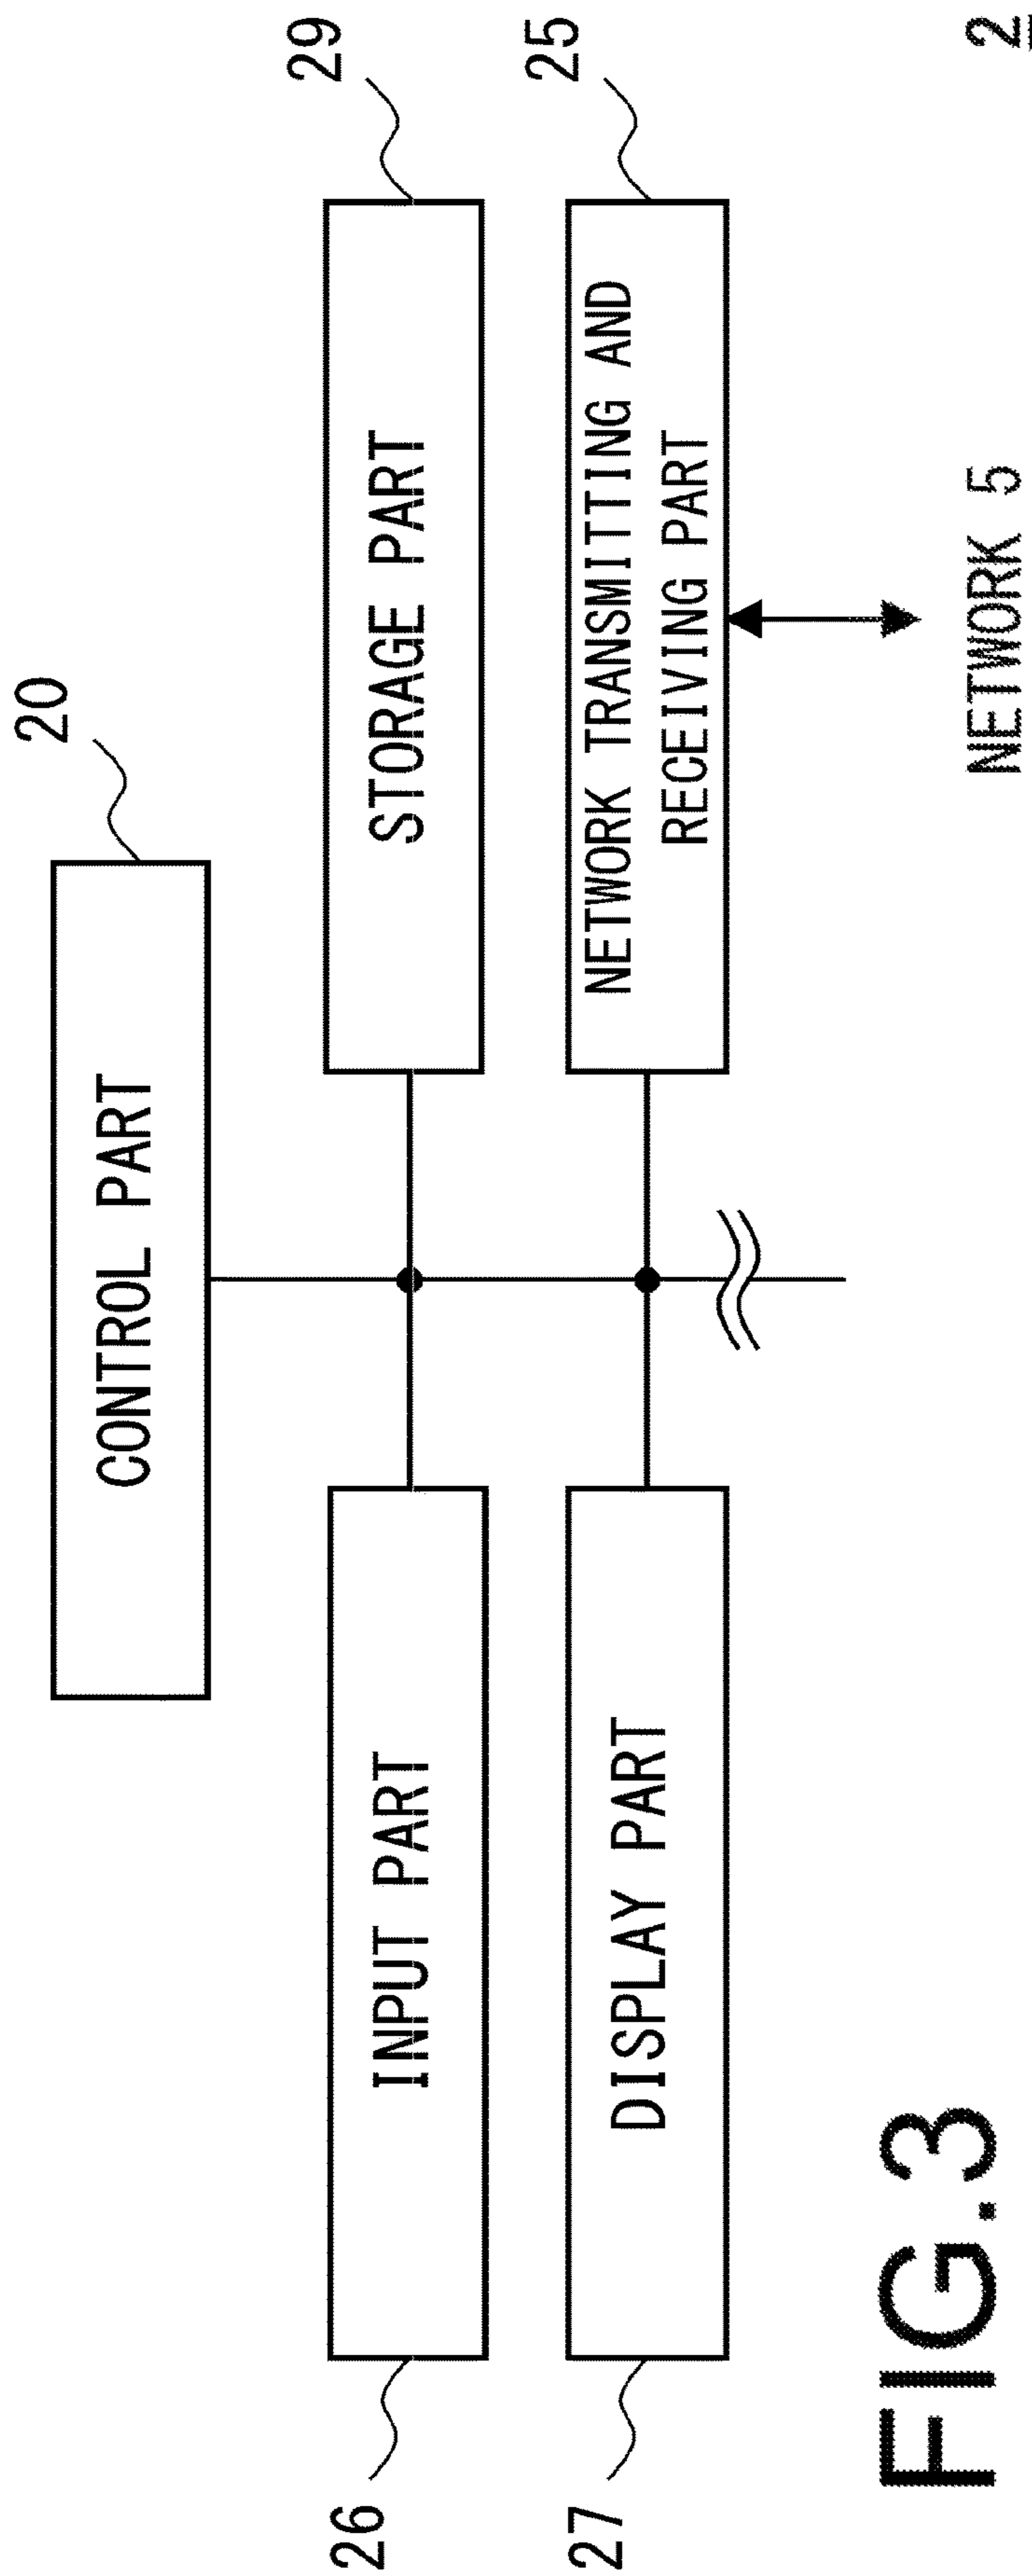 20
CONTROL PART
26
INPUT PART
STORAGE PART
29
27
DISPLAY PART
NETWORK TRANSMITTING AND
RECEIVING PART
25
NETWORK 5
FIG.3
2